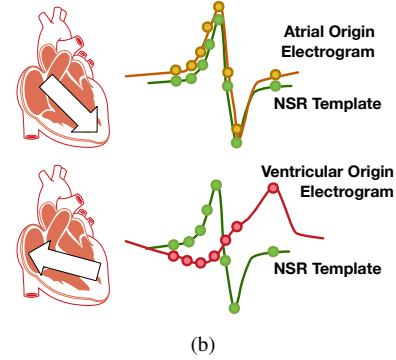 Atrial Origin
Electrogram
NSR Template
Ventricular Origin
Electrogram
NSR Template
(b)